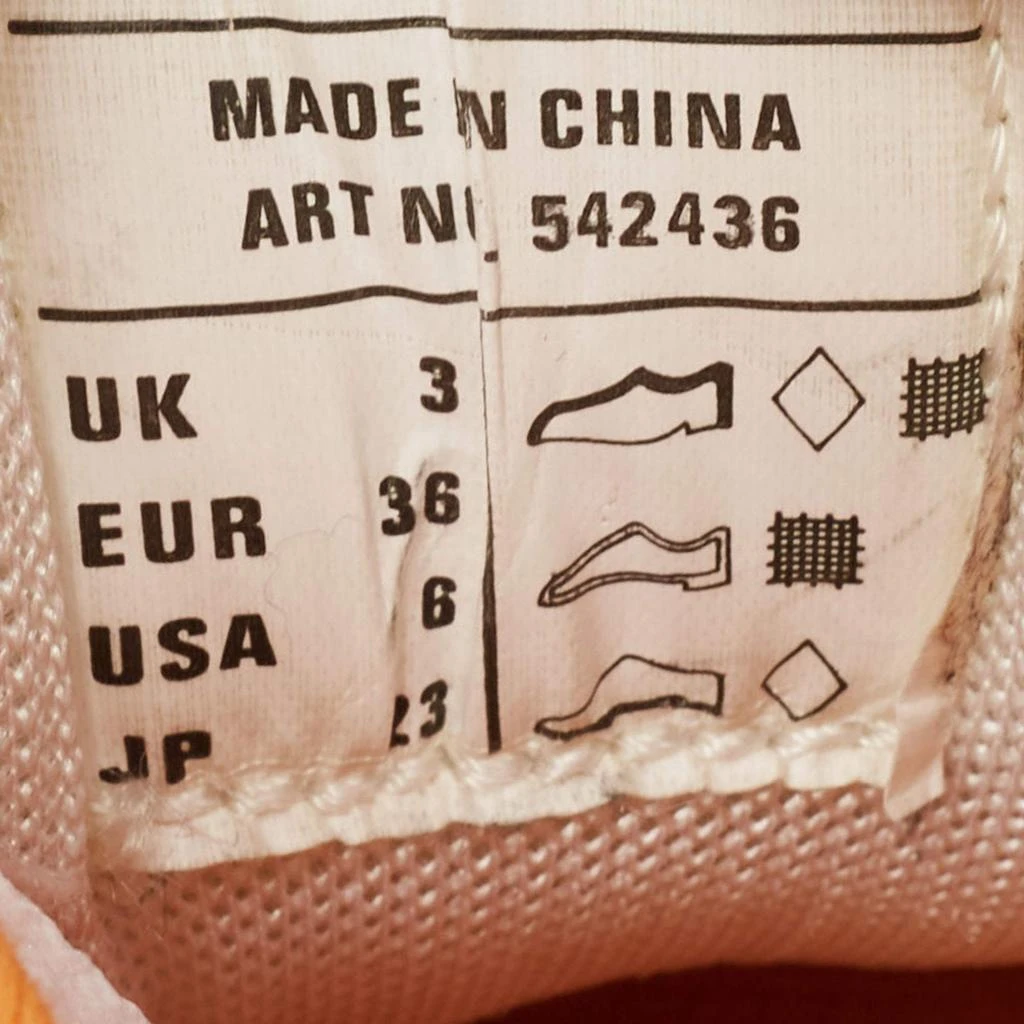 MADE IN CHINA
ART NO. 542436
UK 3
EUR 36
USA 6
JP 23